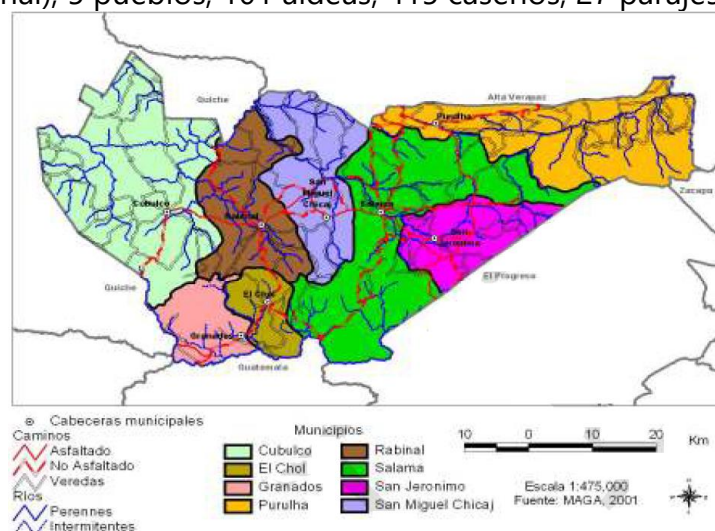 nal), 5 pueblos, 104 aldeas, 415 caseríos, 27 parajes
Quiche
Alta Verapaz
Purulha
Zacapa
San
Miguel
Chicaj
Cubulco
Rabinal
Salama
San
Jeronimo
Quiche
El Progreso
El Chol
Granados
Guatemala
Cabeceras municipales
Caminos
Asfaltado
No Asfaltado
Veredas
Ríos
Perennes
Intermitentes
Municipios
Cubulco
El Chol
Granados
Purulha
Rabinal
Salama
San Jeronimo
San Miguel Chicaj
10 0 10 20 Km
Escala 1:475,000
Fuente: MAGA, 2001